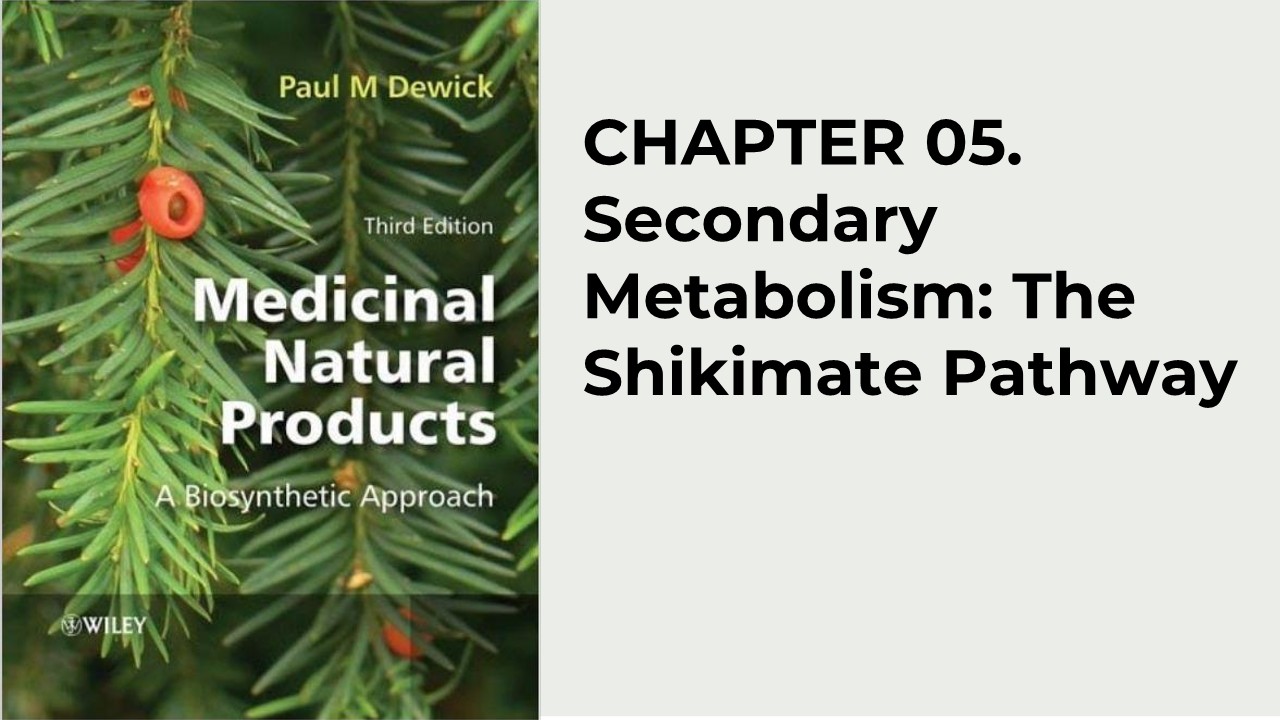 Paul M Dewick
Third Edition
Medicinal
Natural
Products
A Biosynthetic Approach
WILEY
CHAPTER 05.
Secondary
Metabolism: The
Shikimate Pathway